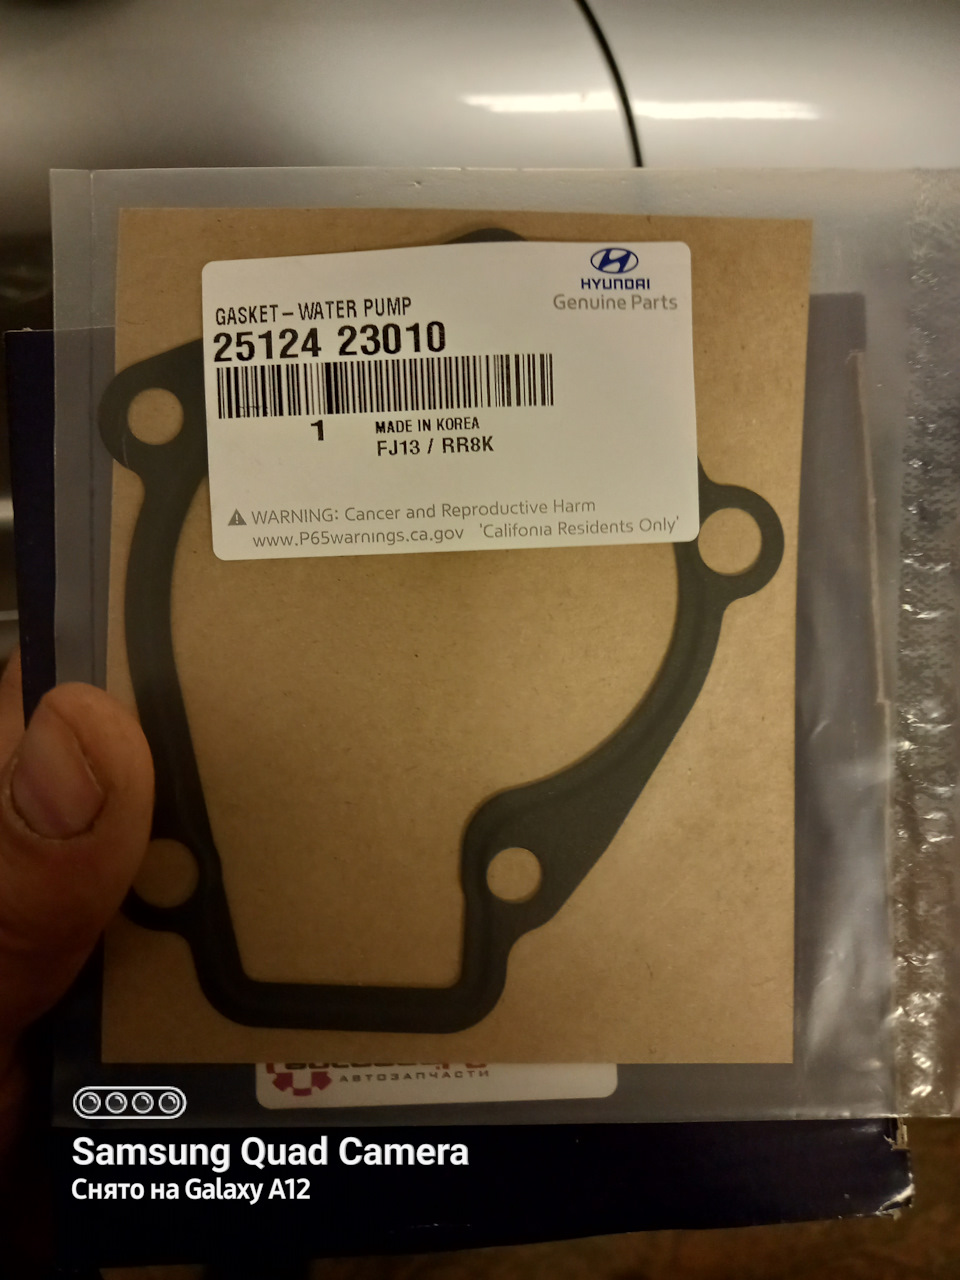 HYUNDAI
Genuine Parts
GASKET-WATER PUMP
25124 23010
1 MADE IN KOREA
FJ13 / RR8K
WARNING: Cancer and Reproductive Harm
www.P65warnings.ca.gov 'Califonia Residents Only'
АВТОЗАПЧАСТИ
Samsung Quad Camera
Снято на Galaxy A12